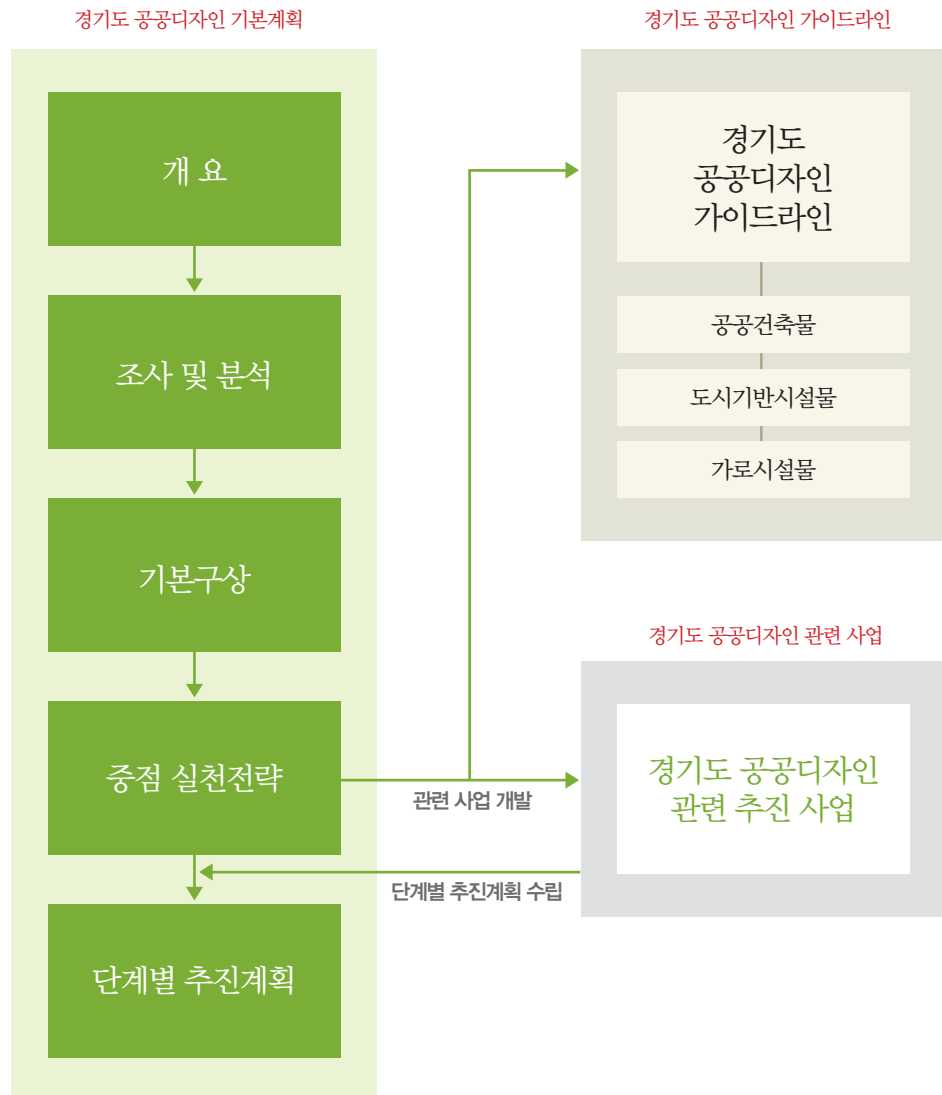 경기도 공공디자인 기본계획
개 요
조사 및 분석
기본구상
중점 실천전략
단계별 추진계획
관련 사업 개발
단계별 추진계획 수립
경기도 공공디자인 가이드라인
경기도
공공디자인
가이드라인
공공건축물
도시기반시설물
가로시설물
경기도 공공디자인 관련 사업
경기도 공공디자인
관련 추진 사업